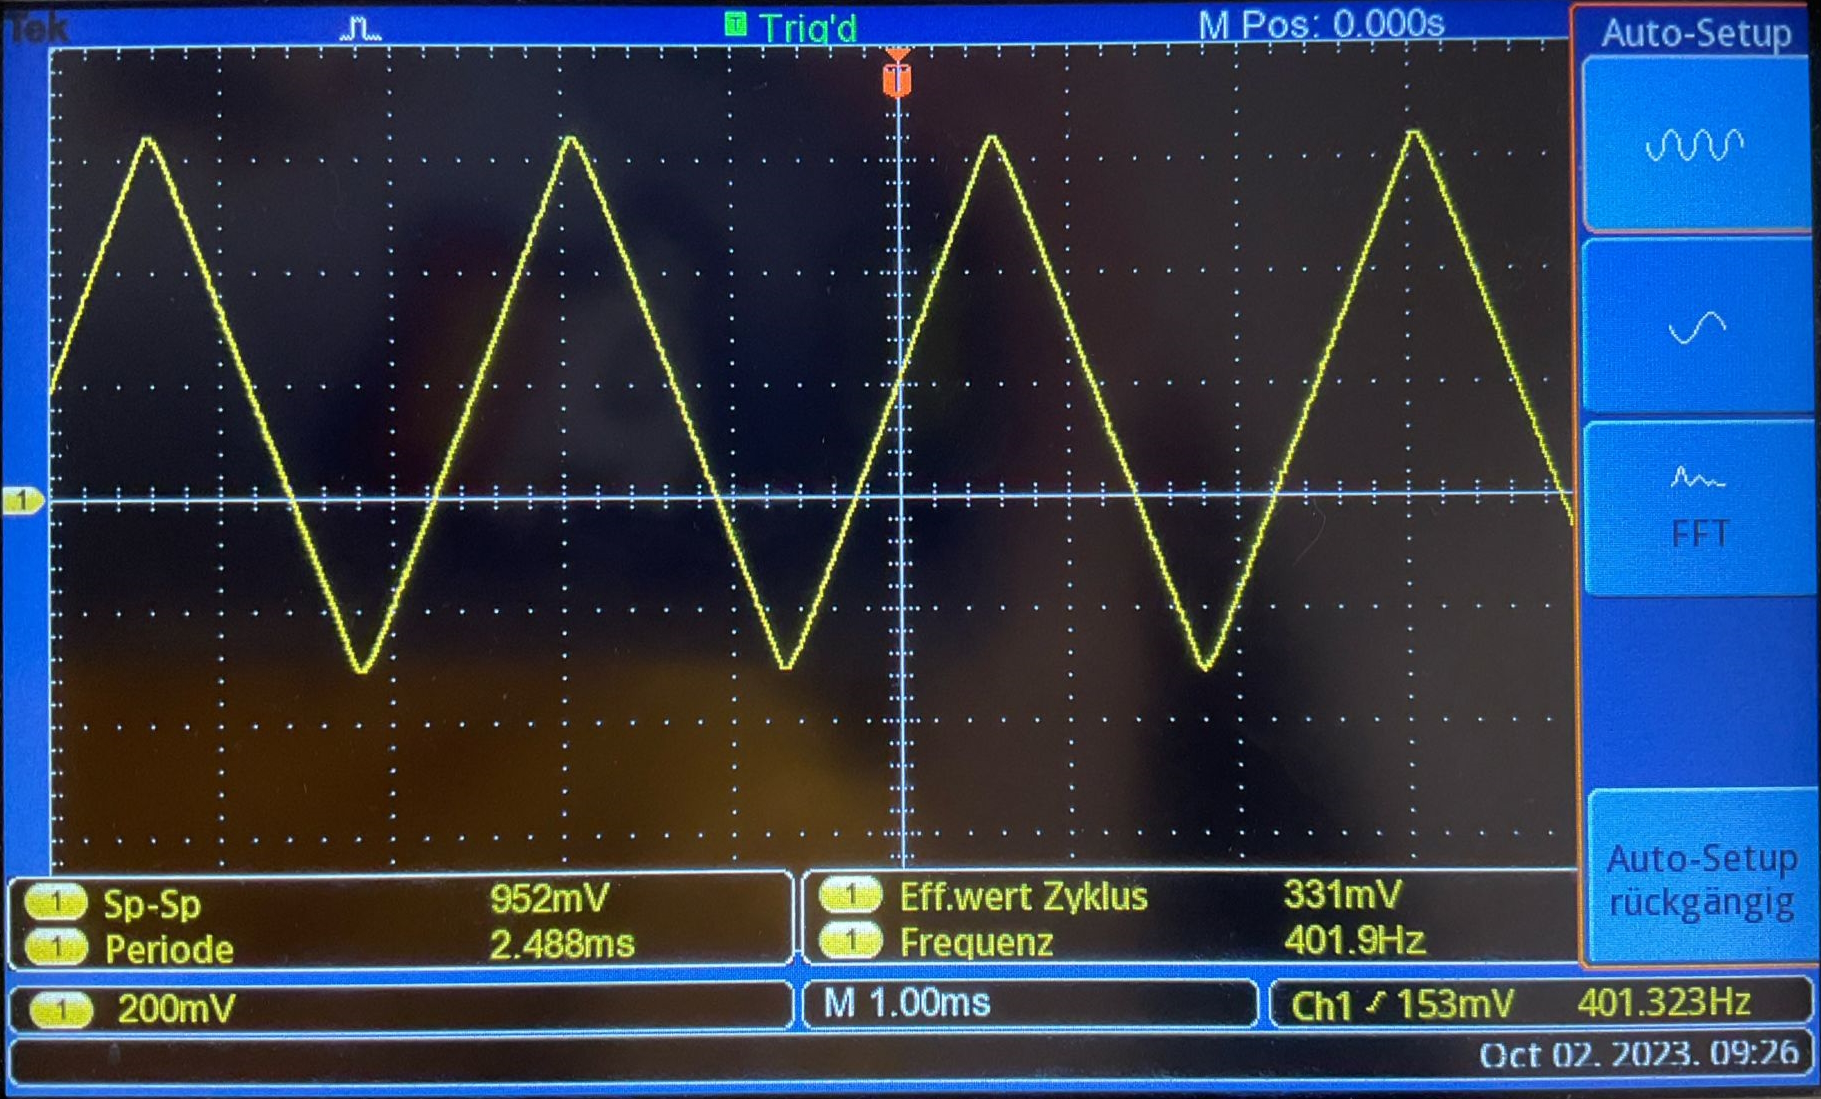 Tek
T Trig'd
M Pos: 0.000s
Auto-Setup
T
1
FFT
Auto-Setup
rückgängig
1 Sp-Sp 952mV
1 Periode 2.488ms
1 Eff.wert Zyklus 331mV
1 Frequenz 401.9Hz
1 200mV
M 1.00ms
Ch1 153mV 401.323Hz
Oct 02. 2023. 09:26